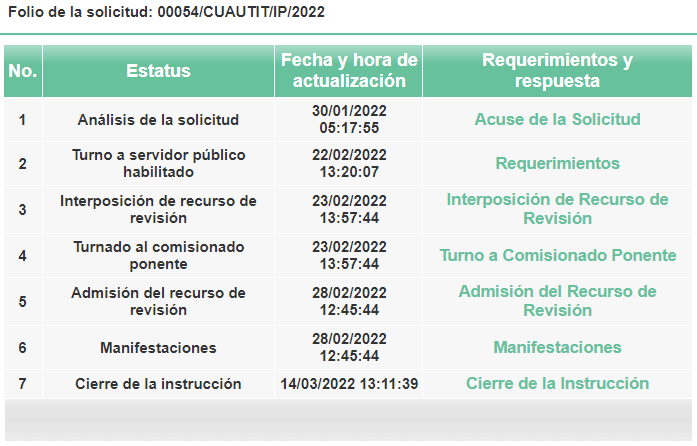 Folio de la solicitud: 00054/CUAUTIT/IP/2022
No. Estatus Fecha y hora de actualización Requerimientos y respuesta
1 Análisis de la solicitud 30/01/2022 05:17:55 Acuse de la Solicitud
2 Turno a servidor público habilitado 22/02/2022 13:20:07 Requerimientos
3 Interposición de recurso de revisión 23/02/2022 13:57:44 Interposición de Recurso de Revisión
4 Turnado al comisionado ponente 23/02/2022 13:57:44 Turno a Comisionado Ponente
5 Admisión del recurso de revisión 28/02/2022 12:45:44 Admisión del Recurso de Revisión
6 Manifestaciones 28/02/2022 12:45:44 Manifestaciones
7 Cierre de la instrucción 14/03/2022 13:11:39 Cierre de la Instrucción